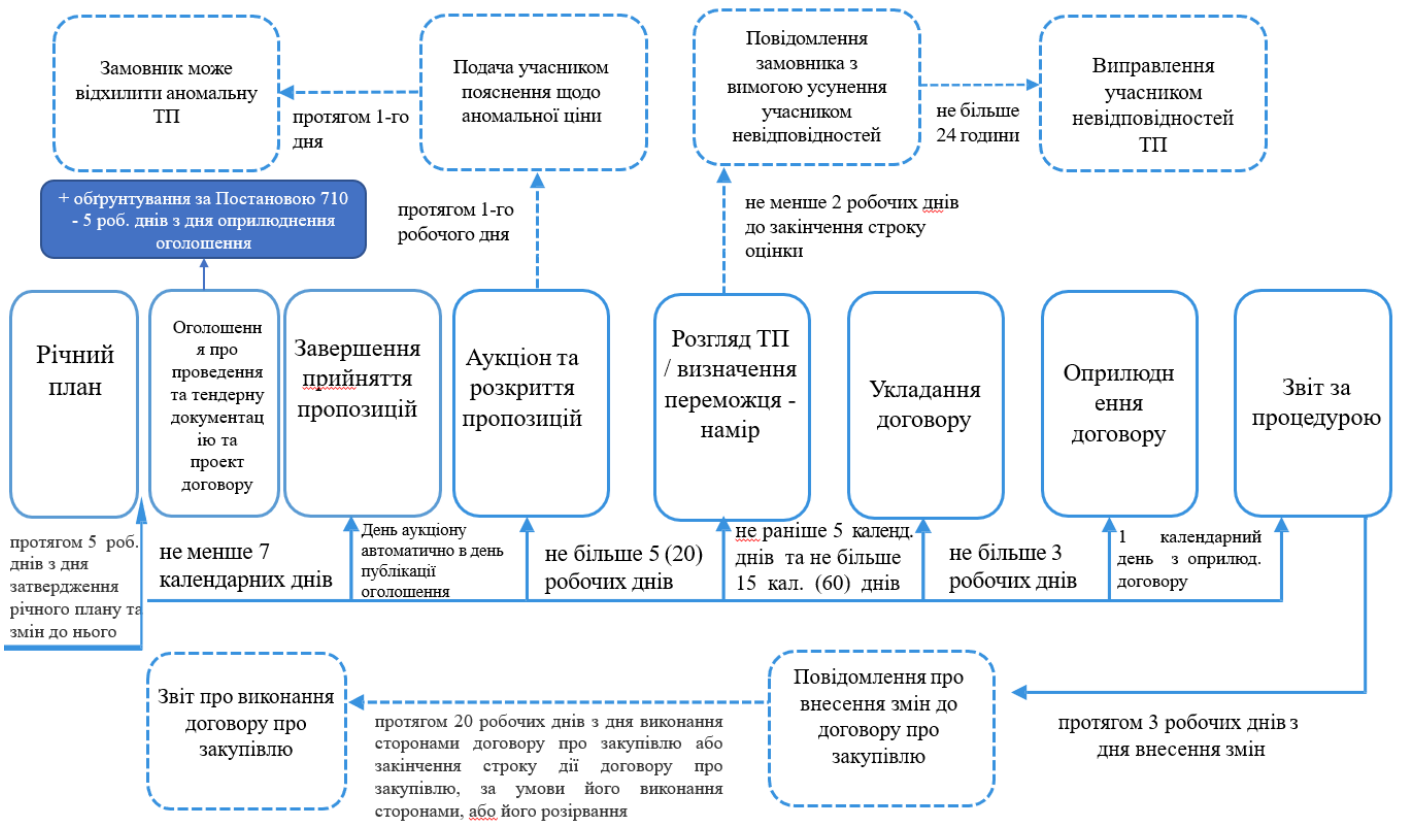 Замовник може
відхилити аномальну
ТП
протягом 1-го
дня
Подача учасником
пояснення щодо
аномальної ціни
Повідомлення
замовника з
вимогою усунення
учасником
невідповідностей
не більше
24 години
Виправлення
учасником
невідповідностей
ТП
+ обґрунтування за Постановою 710
- 5 роб. днів з дня оприлюднення
оголошення
протягом 1-го
робочого дня
не менше 2 робочих днів
до закінчення строку
оцінки
Річний
план
Оголошенн
я про
проведення
та тендерну
документац
ію та
проект
договору
Завершення
прийняття
пропозицій
Аукціон та
розкриття
пропозицій
Розгляд ТП
/ визначення
переможця -
намір
Укладання
договору
Оприлюдн
ення
договору
Звіт за
процедурою
протягом 5 роб.
днів з дня
затвердження
річного плану та
змін до нього
не менше 7
календарних днів
День аукціону
автоматично в день
публікації
оголошення
не більше 5 (20)
робочих днів
не раніше 5 календ.
днів та не більше
15 кал. (60) днів
не більше 3
робочих днів
1 календарний
день з оприлюд.
договору
Звіт про виконання
договору про
закупівлю
протягом 20 робочих днів з дня виконання
сторонами договору про закупівлю або
закінчення строку дії договору про
закупівлю, за умови його виконання
сторонами, або його розірвання
Повідомлення про
внесення змін до
договору про
закупівлю
протягом 3 робочих днів з
дня внесення змін